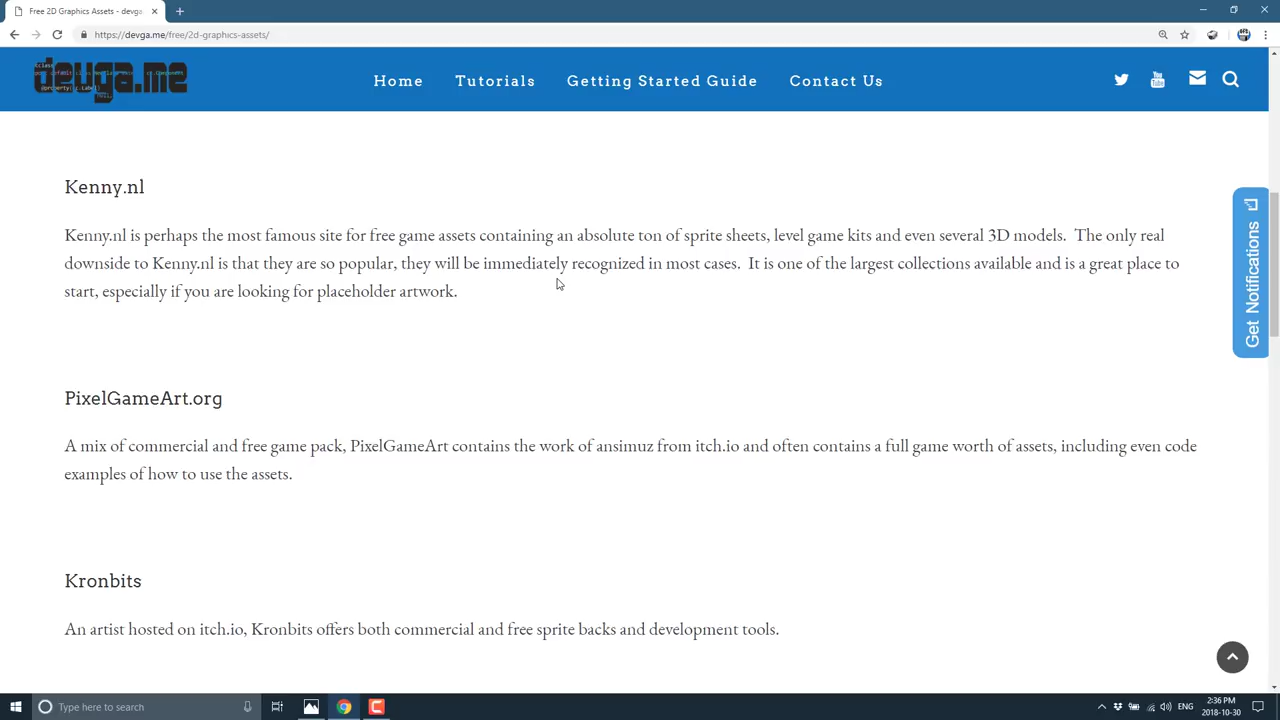 Free 2D Graphics Assets - devga
https://devga.me/free/2d-graphics-assets/
devga.me
Home
Tutorials
Getting Started Guide
Contact Us
Kenny.nl
Kenny.nl is perhaps the most famous site for free game assets containing an absolute ton of sprite sheets, level game kits and even several 3D models.  The only real
downside to Kenny.nl is that they are so popular, they will be immediately recognized in most cases.  It is one of the largest collections available and is a great place to
start, especially if you are looking for placeholder artwork.
Get Notifications
PixelGameArt.org
A mix of commercial and free game pack, PixelGameArt contains the work of ansimuz from itch.io and often contains a full game worth of assets, including even code
examples of how to use the assets.
Kronbits
An artist hosted on itch.io, Kronbits offers both commercial and free sprite backs and development tools.
Type here to search
ENG
2:36 PM
2018-10-30